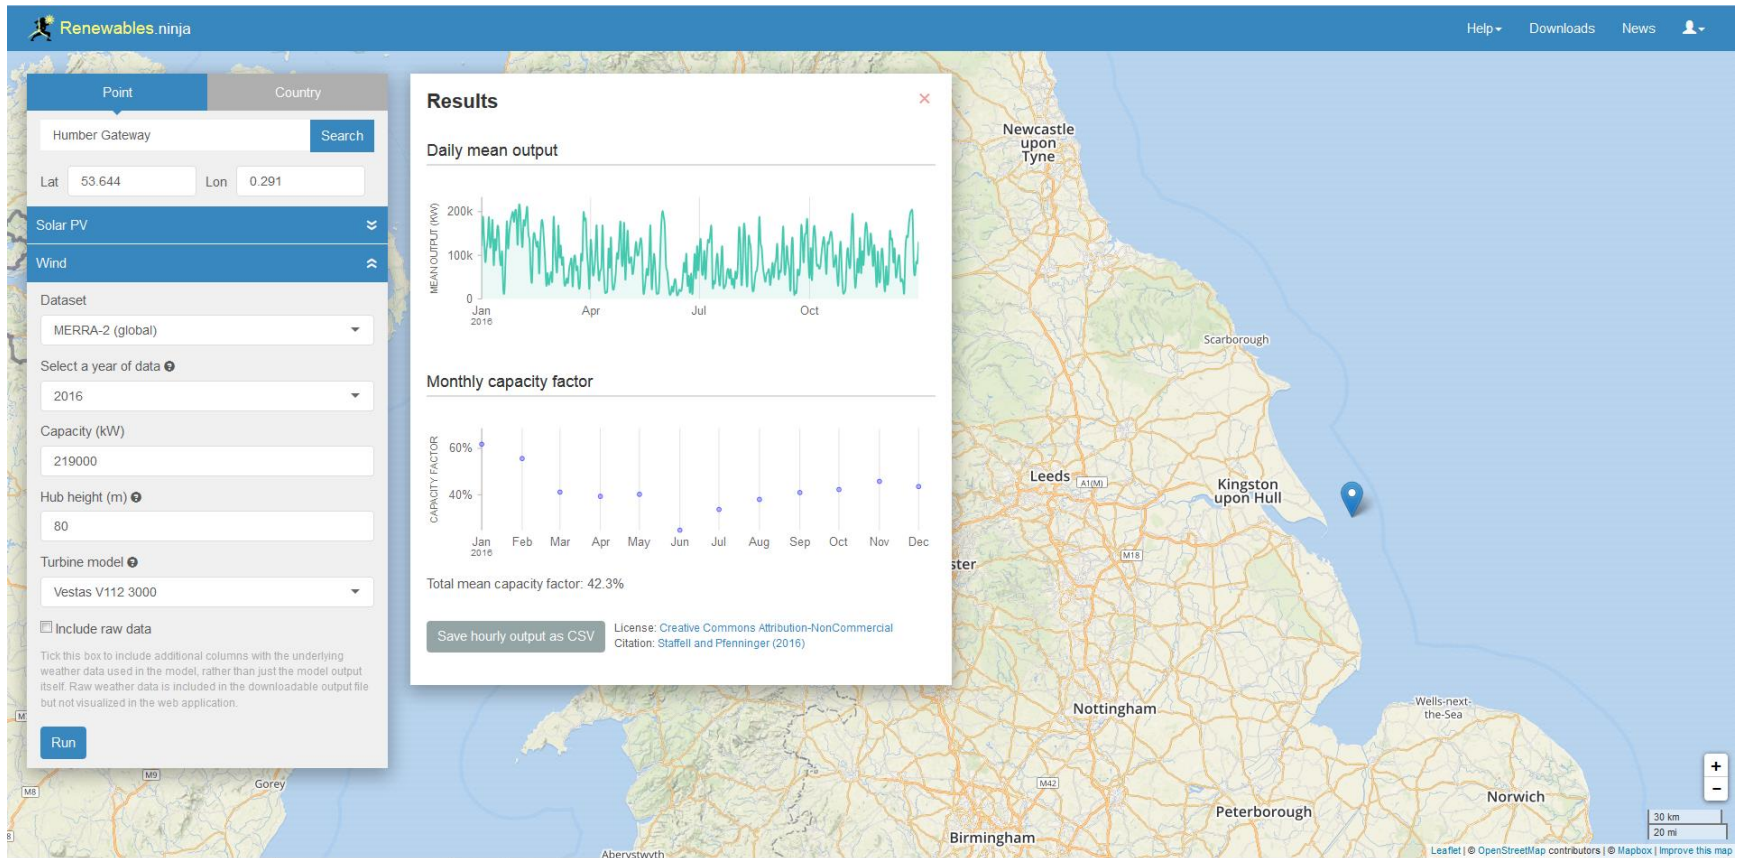 Renewables.ninja
Help
Downloads
News
Point
Country
Humber Gateway
Search
Lat
53.644
Lon
0.291
Solar PV
Wind
Dataset
MERRA-2 (global)
Select a year of data
2016
Capacity (kW)
219000
Hub height (m)
80
Turbine model
Vestas V112 3000
Include raw data
Tick this box to include additional columns with the underlying
weather data used in the model, rather than just the model output
itself. Raw weather data is included in the downloadable output file
but not visualized in the web application.
Run
Results
×
Daily mean output
MEAN OUTPUT (KW)
200k
100k
0
Jan
2016
Apr
Jul
Oct
Monthly capacity factor
CAPACITY FACTOR
60%
40%
Jan
2016
Feb
Mar
Apr
May
Jun
Jul
Aug
Sep
Oct
Nov
Dec
Total mean capacity factor: 42.3%
Save hourly output as CSV
License: Creative Commons Attribution-NonCommercial
Citation: Staffell and Pfenninger (2016)
Newcastle
upon
Tyne
Scarborough
Leeds
A1(M)
Kingston
upon Hull
M18
ster
Nottingham
Wells-next-
the-Sea
M9
M8
Gorey
M42
Peterborough
Norwich
Birmingham
Aberystwyth
+
−
30 km
20 mi
Leaflet | © OpenStreetMap contributors | © Mapbox | Improve this map